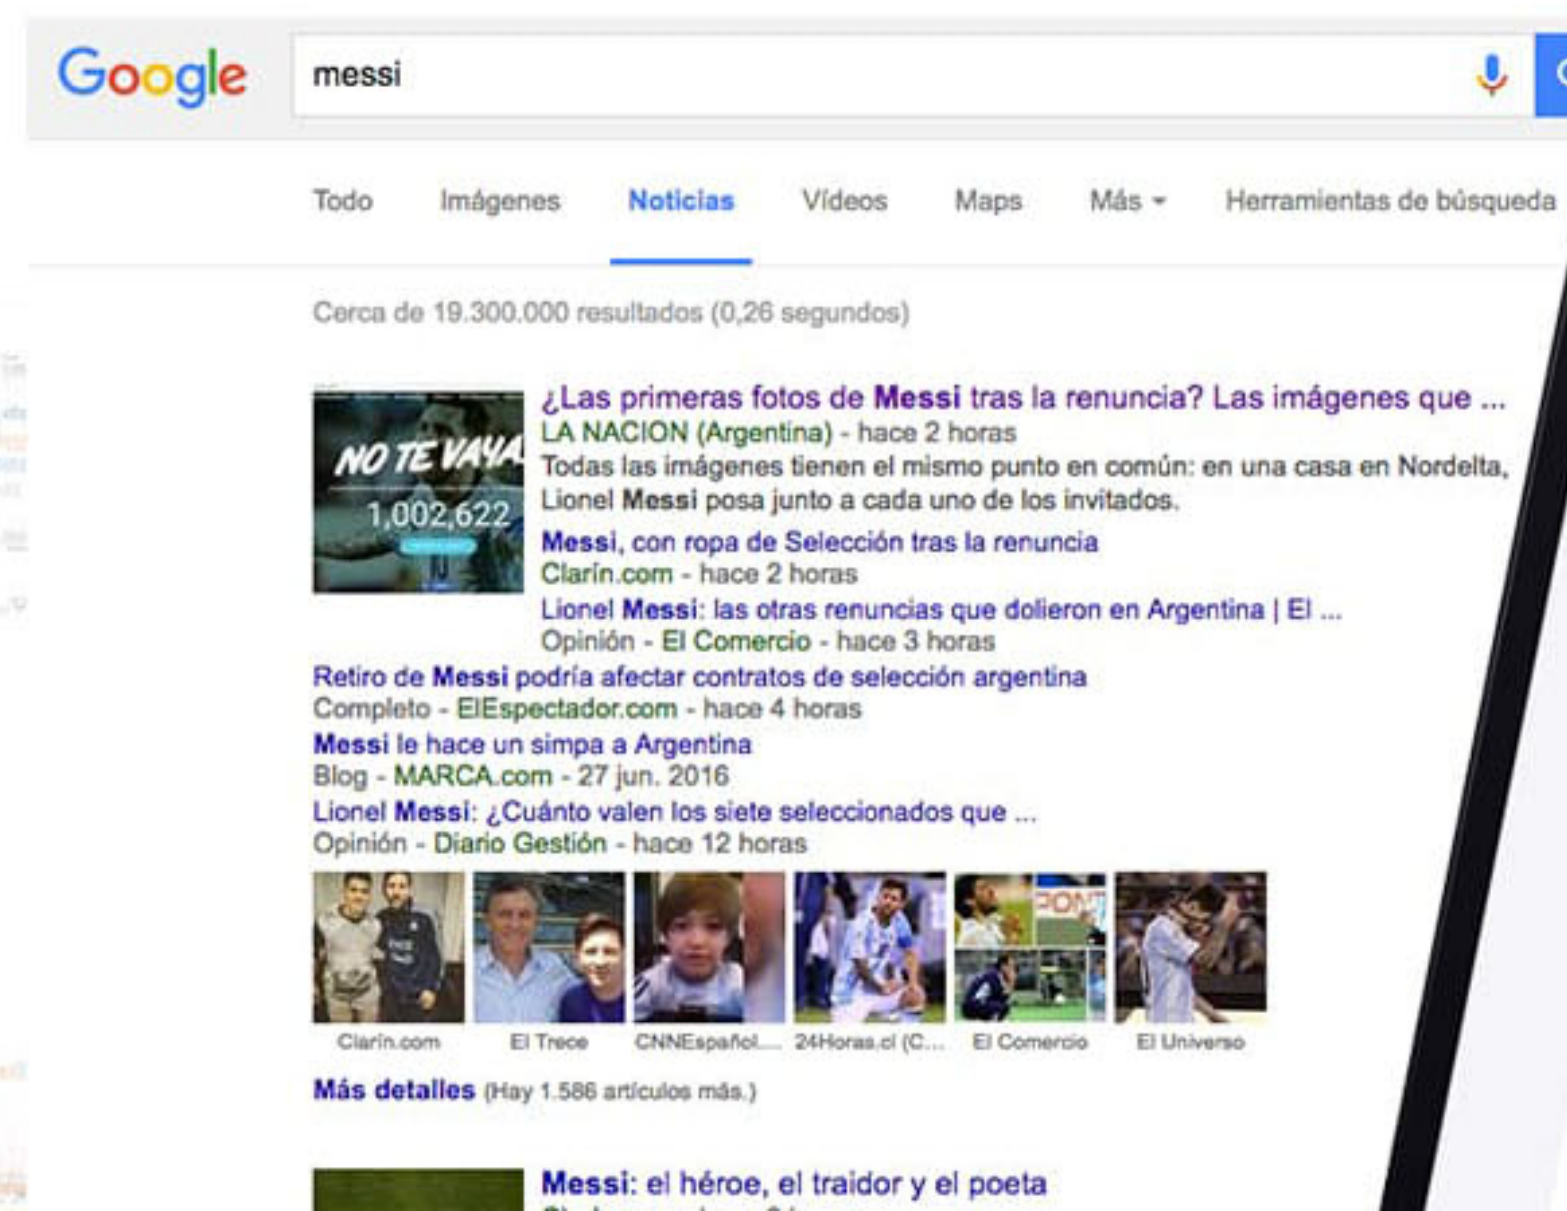 Google
messi
Todo Imágenes Noticias Vídeos Maps Más Herramientas de búsqueda
Cerca de 19.300.000 resultados (0,26 segundos)
NO TE VAYA
1,002,622
¿Las primeras fotos de Messi tras la renuncia? Las imágenes que ...
LA NACION (Argentina) - hace 2 horas
Todas las imágenes tienen el mismo punto en común: en una casa en Nordelta,
Lionel Messi posa junto a cada uno de los invitados.
Messi, con ropa de Selección tras la renuncia
Clarín.com - hace 2 horas
Lionel Messi: las otras renuncias que dolieron en Argentina | El ...
Opinión - El Comercio - hace 3 horas
Retiro de Messi podría afectar contratos de selección argentina
Completo - ElEspectador.com - hace 4 horas
Messi le hace un simpa a Argentina
Blog - MARCA.com - 27 jun. 2016
Lionel Messi: ¿Cuánto valen los siete seleccionados que ...
Opinión - Diario Gestión - hace 12 horas
PONT
Clarín.com El Trece CNNEspañol.... 24Horas.cl (C... El Comercio El Universo
Más detalles (Hay 1.586 artículos más.)
Messi: el héroe, el traidor y el poeta